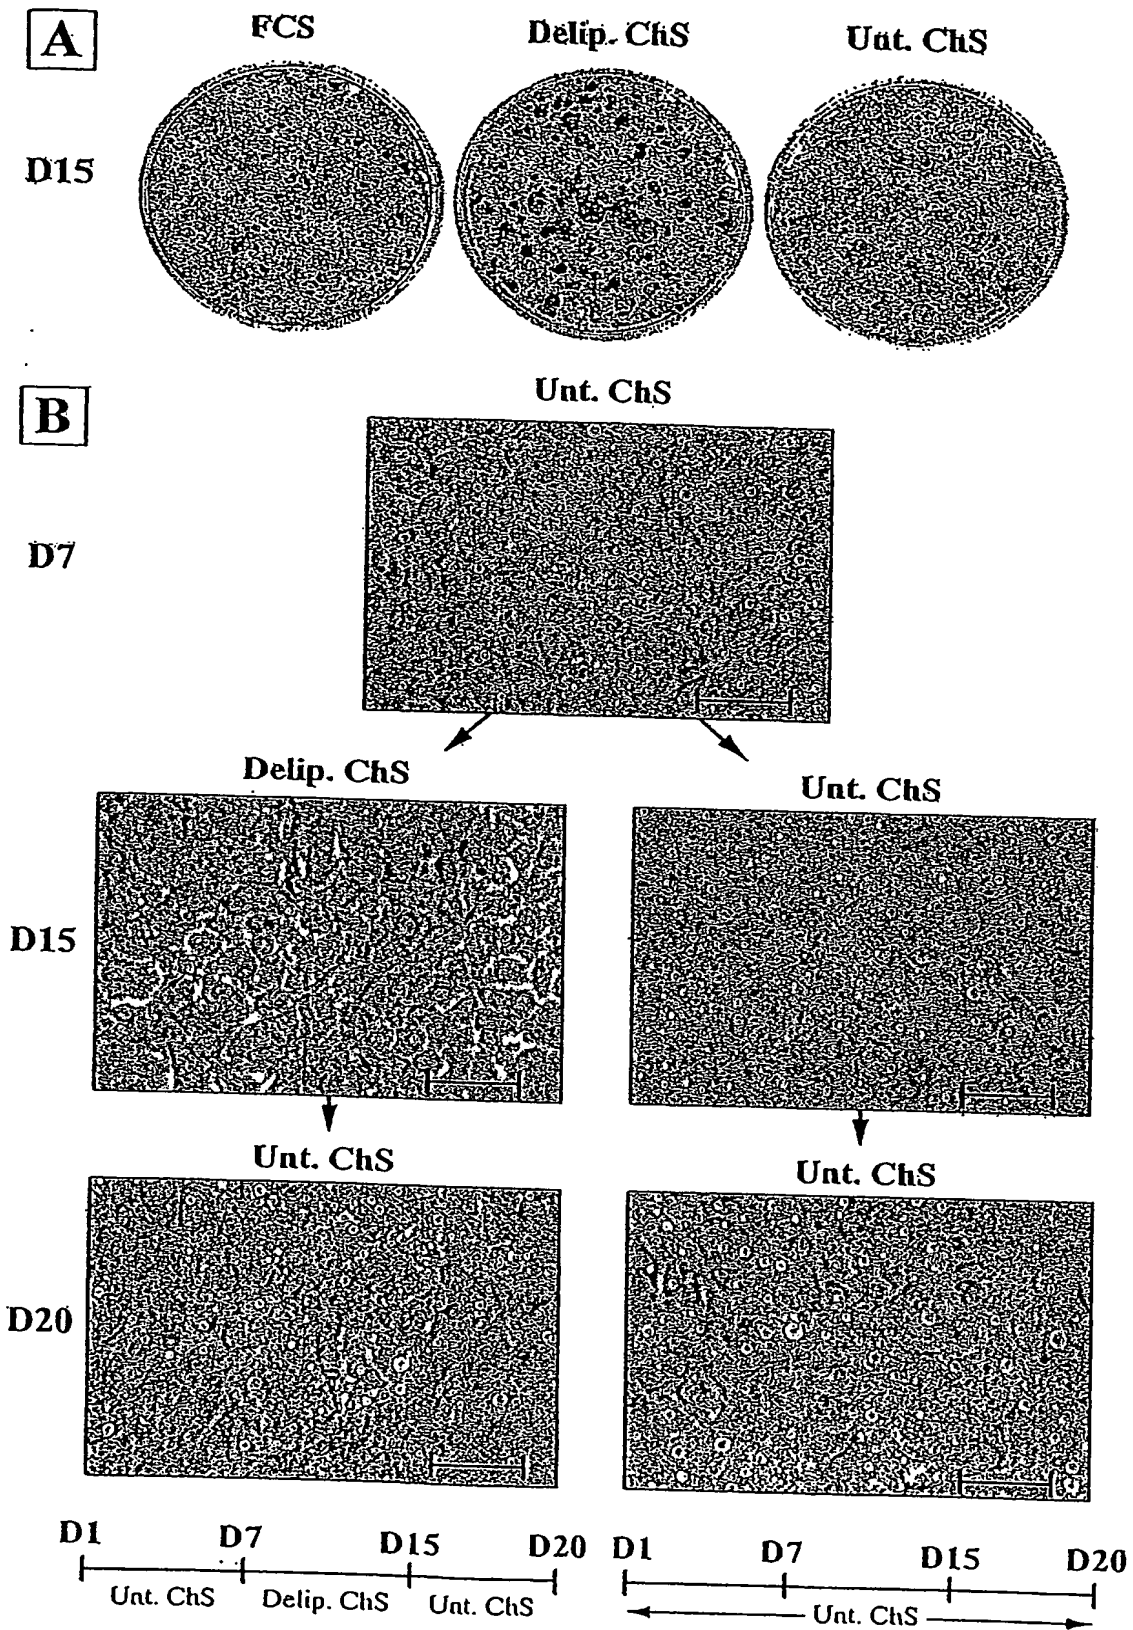 A
FCS Delip. ChS Unt. ChS
D15
B
Unt. ChS
D7
Delip. ChS Unt. ChS
D15
Unt. ChS Unt. ChS
D20
D1 D7 D15 D20 D1 D7 D15 D20
Unt. ChS Delip. ChS Unt. ChS Unt. ChS